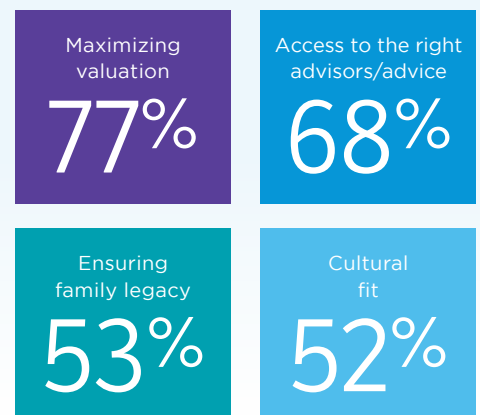 Maximizing
valuation
77%
Access to the right
advisors/advice
68%
Ensuring
family legacy
53%
Cultural
fit
52%